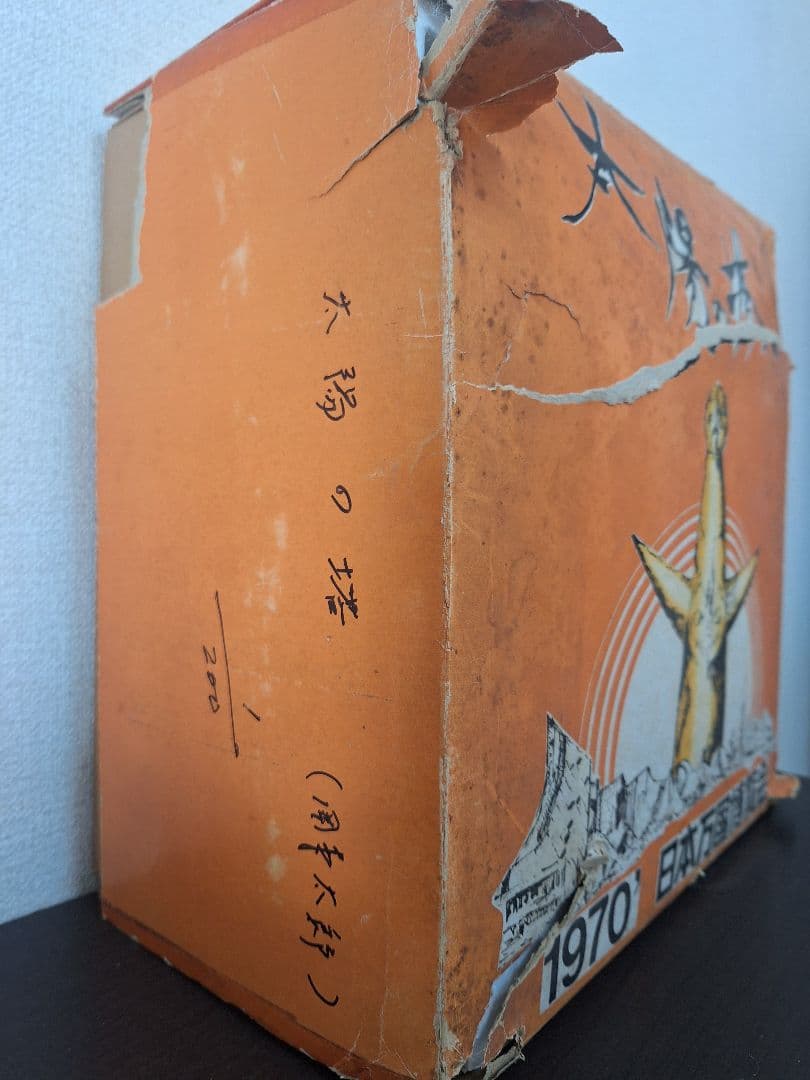 太陽の塔
(岡本太郎)
1/200
太陽の塔
1970' 日本万国博覧会